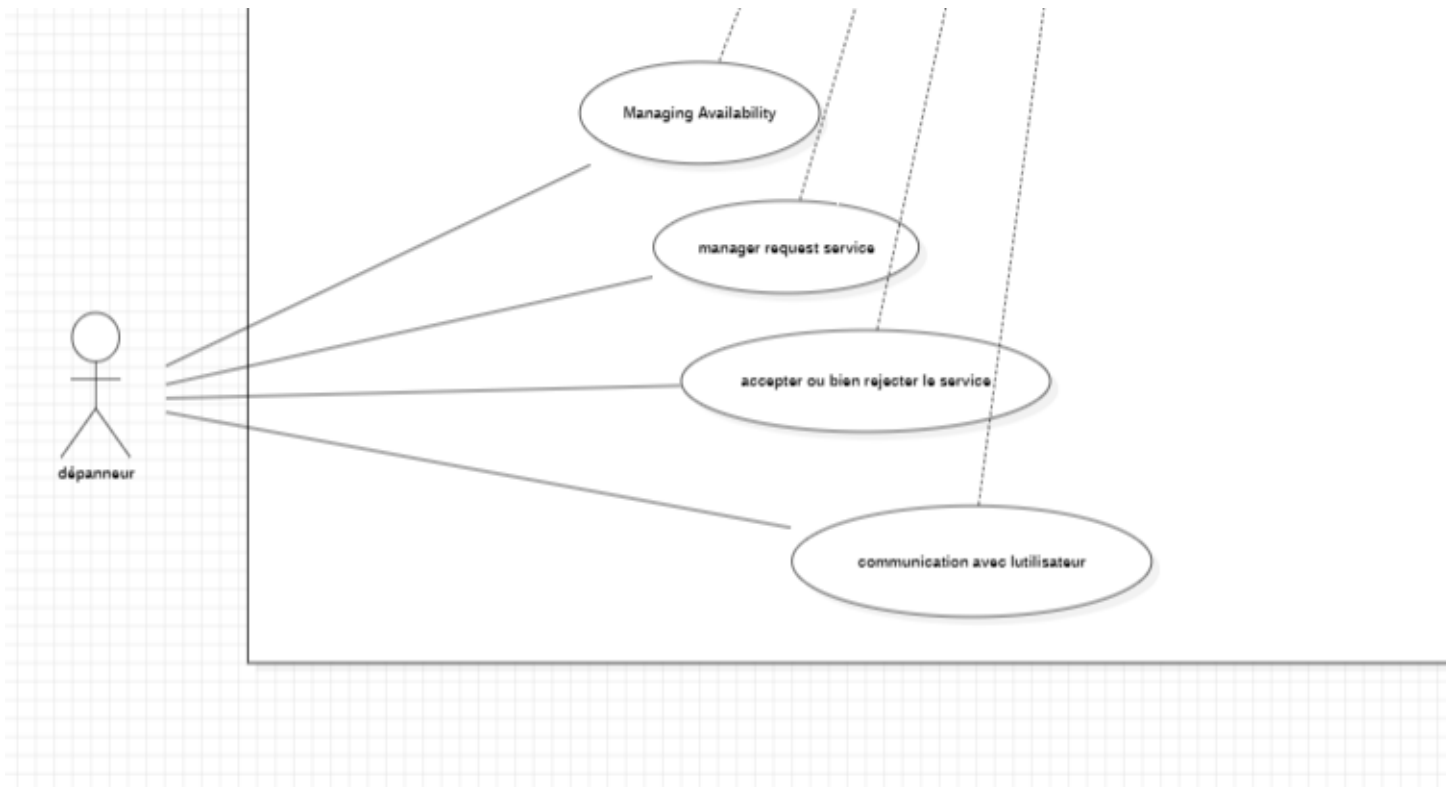 Managing Availability
manager request service
accepter ou bien rejecter le service
dépanneur
communication avec lutilisateur